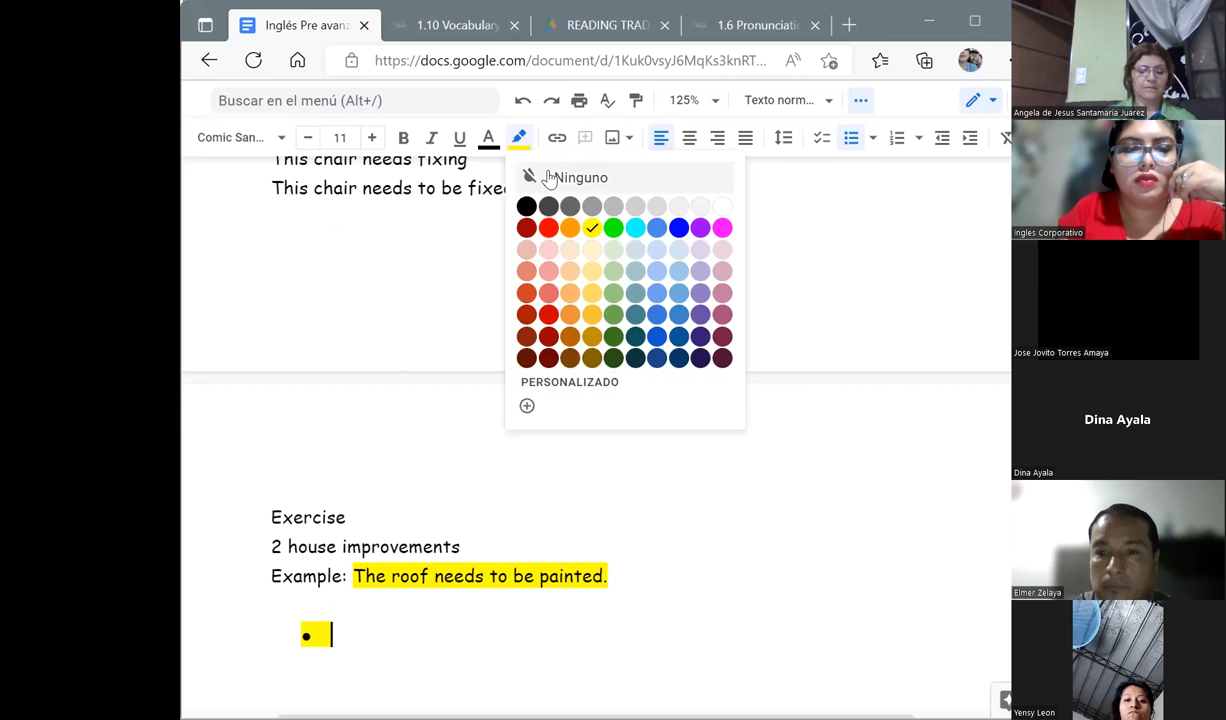 Inglés Pre avanz
1.10 Vocabulary
READING TRAD
1.6 Pronunciatio
https://docs.google.com/document/d/1Kuk0vsyJ6MqKs3knRT...
Buscar en el menú (Alt+/)
125%
Texto norm...
Comic San...
11
This chair needs fixing
This chair needs to be fixe
Ninguno
PERSONALIZADO
Exercise
2 house improvements
Example: The roof needs to be painted.
Angela de Jesus Santamaria Juarez
Ingles Corporativo
Jose Jovito Torres Amaya
Dina Ayala
Dina Ayala
Elmer Zelaya
Yensy Leon